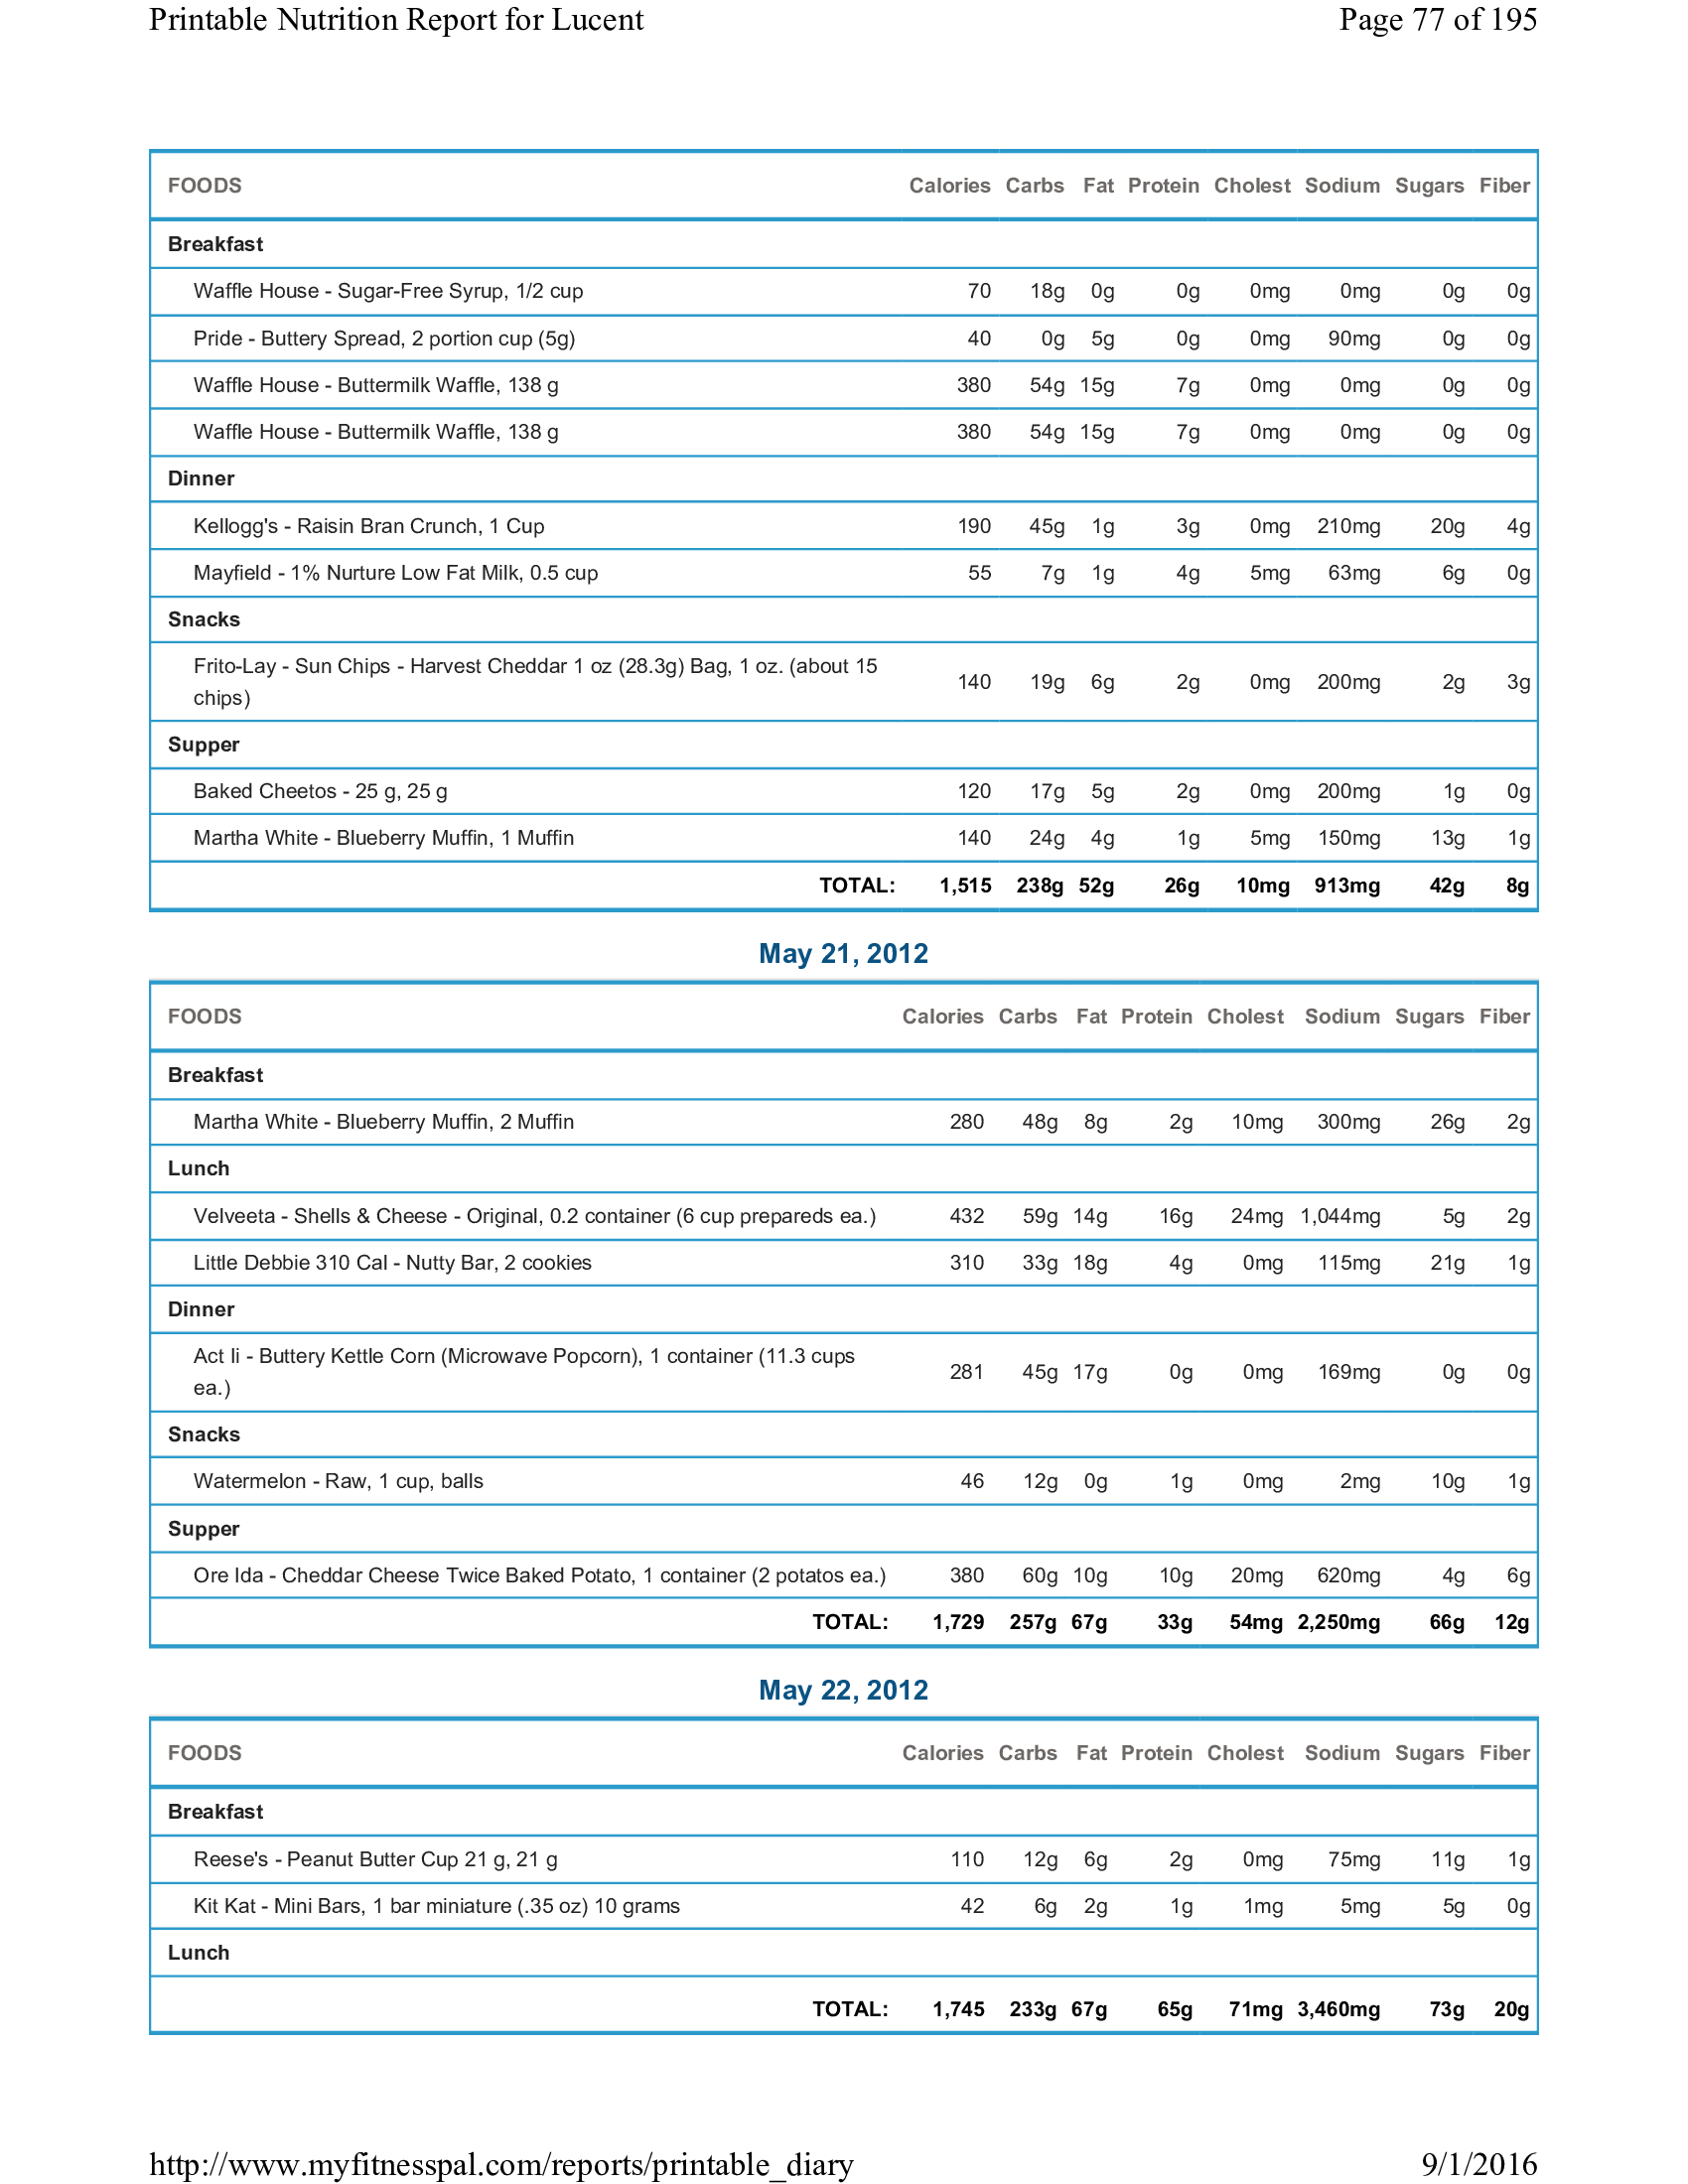 Printable Nutrition Report for Lucent Page 77 of 195
FOODS Calories Carbs Fat Protein Cholest Sodium Sugars Fiber
Breakfast
Waffle House - Sugar-Free Syrup, 1/2 cup 70 18g 0g 0g 0mg 0mg 0g 0g
Pride - Buttery Spread, 2 portion cup (5g) 40 0g 5g 0g 0mg 90mg 0g 0g
Waffle House - Buttermilk Waffle, 138 g 380 54g 15g 7g 0mg 0mg 0g 0g
Waffle House - Buttermilk Waffle, 138 g 380 54g 15g 7g 0mg 0mg 0g 0g
Dinner
Kellogg's - Raisin Bran Crunch, 1 Cup 190 45g 1g 3g 0mg 210mg 20g 4g
Mayfield - 1% Nurture Low Fat Milk, 0.5 cup 55 7g 1g 4g 5mg 63mg 6g 0g
Snacks
Frito-Lay - Sun Chips - Harvest Cheddar 1 oz (28.3g) Bag, 1 oz. (about 15
chips) 140 19g 6g 2g 0mg 200mg 2g 3g
Supper
Baked Cheetos - 25 g, 25 g 120 17g 5g 2g 0mg 200mg 1g 0g
Martha White - Blueberry Muffin, 1 Muffin 140 24g 4g 1g 5mg 150mg 13g 1g
TOTAL: 1,515 238g 52g 26g 10mg 913mg 42g 8g
May 21, 2012
FOODS Calories Carbs Fat Protein Cholest Sodium Sugars Fiber
Breakfast
Martha White - Blueberry Muffin, 2 Muffin 280 48g 8g 2g 10mg 300mg 26g 2g
Lunch
Velveeta - Shells & Cheese - Original, 0.2 container (6 cup prepareds ea.) 432 59g 14g 16g 24mg 1,044mg 5g 2g
Little Debbie 310 Cal - Nutty Bar, 2 cookies 310 33g 18g 4g 0mg 115mg 21g 1g
Dinner
Act Ii - Buttery Kettle Corn (Microwave Popcorn), 1 container (11.3 cups
ea.) 281 45g 17g 0g 0mg 169mg 0g 0g
Snacks
Watermelon - Raw, 1 cup, balls 46 12g 0g 1g 0mg 2mg 10g 1g
Supper
Ore Ida - Cheddar Cheese Twice Baked Potato, 1 container (2 potatos ea.) 380 60g 10g 10g 20mg 620mg 4g 6g
TOTAL: 1,729 257g 67g 33g 54mg 2,250mg 66g 12g
May 22, 2012
FOODS Calories Carbs Fat Protein Cholest Sodium Sugars Fiber
Breakfast
Reese's - Peanut Butter Cup 21 g, 21 g 110 12g 6g 2g 0mg 75mg 11g 1g
Kit Kat - Mini Bars, 1 bar miniature (.35 oz) 10 grams 42 6g 2g 1g 1mg 5mg 5g 0g
Lunch
TOTAL: 1,745 233g 67g 65g 71mg 3,460mg 73g 20g
http://www.myfitnesspal.com/reports/printable_diary 9/1/2016